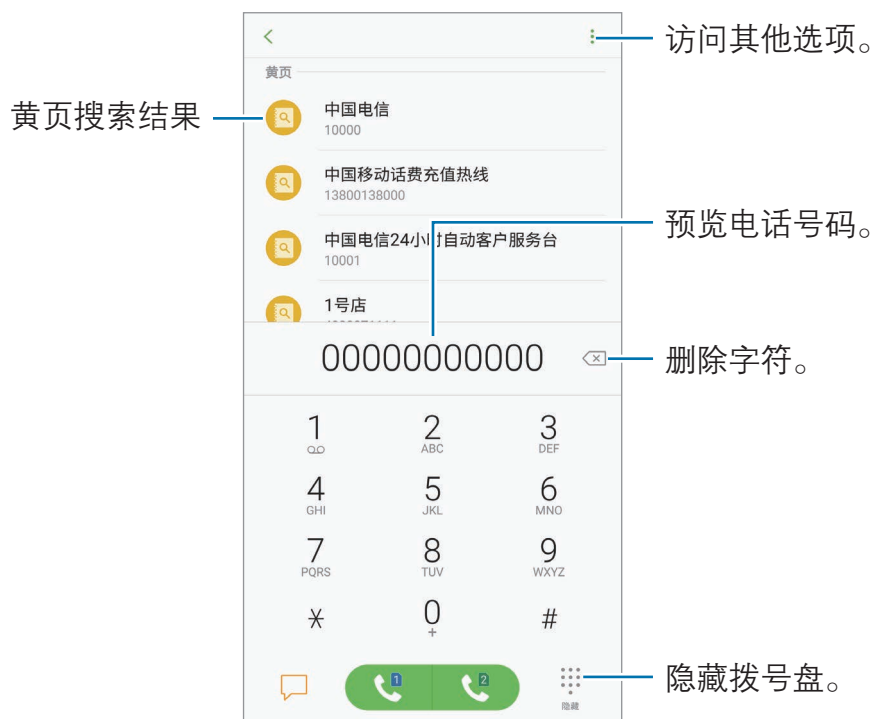 访问其他选项。
黄页
黄页搜索结果
中国电信
10000
中国移动话费充值热线
13800138000
预览电话号码。
中国电信24小时自动客户服务台
10001
1号店
00000000000
删除字符。
1 2 3
ABC DEF
4 5 6
GHI JKL MNO
7 8 9
PQRS TUV WXYZ
* 0 #
+
1 2
隐藏
隐藏拨号盘。